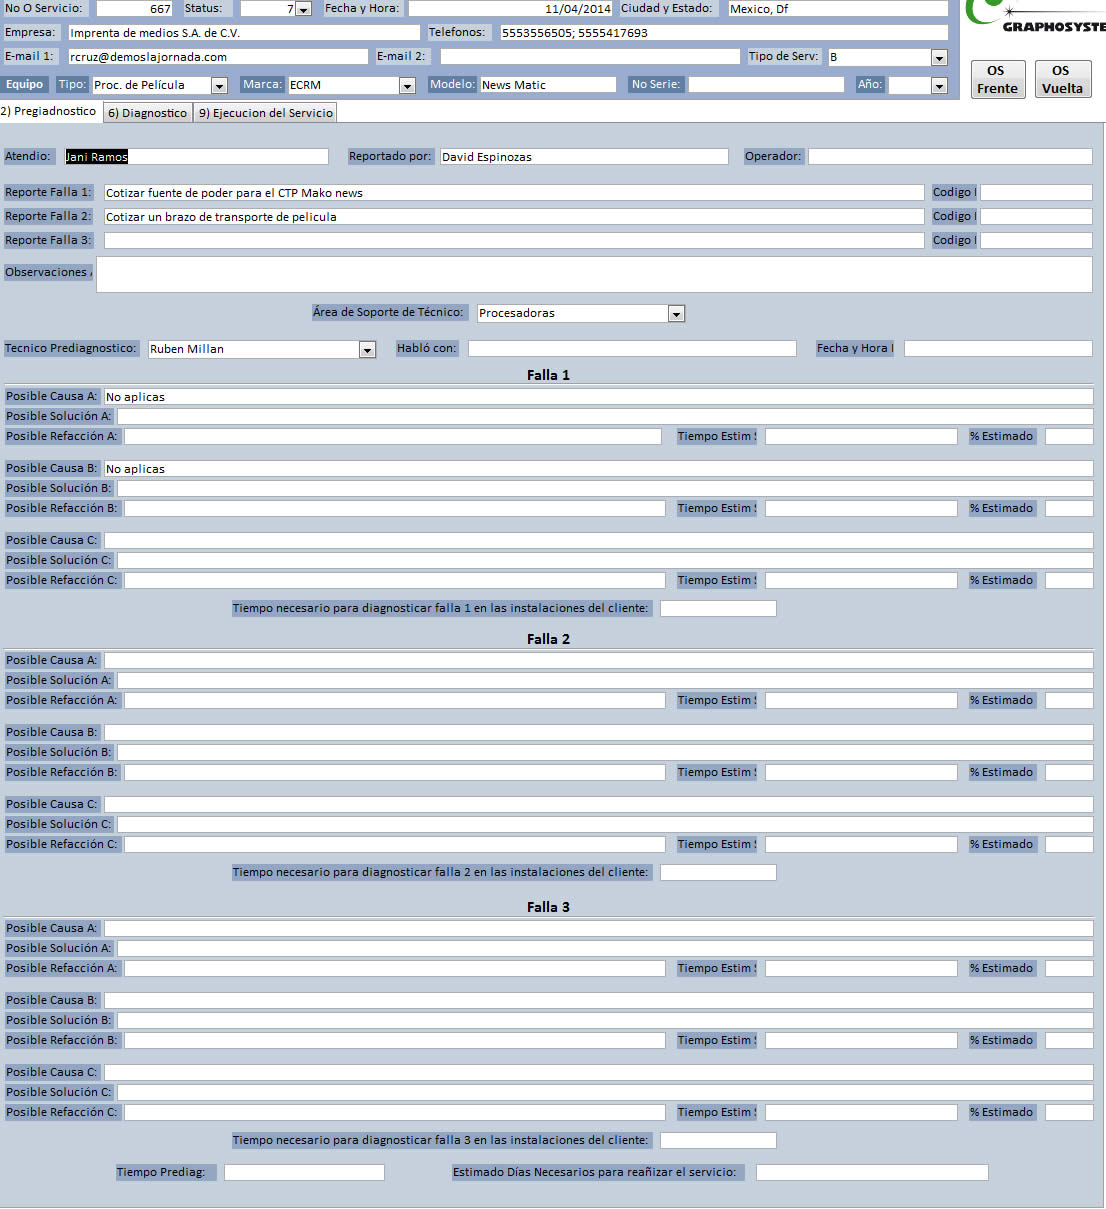 No O Servicio: 667 Status: 7 Fecha y Hora: 11/04/2014 Ciudad y Estado: Mexico, Df
Empresa: Imprenta de medios S.A. de C.V. Telefonos: 5553556505; 5555417693
GRAPHOSYSTE
E-mail 1: rcruz@demoslajornada.com E-mail 2: Tipo de Serv: B
Equipo Tipo: Proc. de Película Marca: ECRM Modelo: News Matic No Serie: Año:
OS Frente
OS Vuelta
2) Pregiadnostico 6) Diagnostico 9) Ejecucion del Servicio
Atendio: Jani Ramos Reportado por: David Espinozas Operador:
Reporte Falla 1: Cotizar fuente de poder para el CTP Mako news Codigo
Reporte Falla 2: Cotizar un brazo de transporte de pelicula Codigo
Reporte Falla 3: Codigo
Observaciones
Área de Soporte de Técnico: Procesadoras
Tecnico Prediagnostico: Ruben Millan Habló con: Fecha y Hora
Falla 1
Posible Causa A: No aplicas
Posible Solución A:
Posible Refacción A: Tiempo Estim % Estimado
Posible Causa B: No aplicas
Posible Solución B:
Posible Refacción B: Tiempo Estim % Estimado
Posible Causa C:
Posible Solución C:
Posible Refacción C: Tiempo Estim % Estimado
Tiempo necesario para diagnosticar falla 1 en las instalaciones del cliente:
Falla 2
Posible Causa A:
Posible Solución A:
Posible Refacción A: Tiempo Estim % Estimado
Posible Causa B:
Posible Solución B:
Posible Refacción B: Tiempo Estim % Estimado
Posible Causa C:
Posible Solución C:
Posible Refacción C: Tiempo Estim % Estimado
Tiempo necesario para diagnosticar falla 2 en las instalaciones del cliente:
Falla 3
Posible Causa A:
Posible Solución A:
Posible Refacción A: Tiempo Estim % Estimado
Posible Causa B:
Posible Solución B:
Posible Refacción B: Tiempo Estim % Estimado
Posible Causa C:
Posible Solución C:
Posible Refacción C: Tiempo Estim % Estimado
Tiempo necesario para diagnosticar falla 3 en las instalaciones del cliente:
Tiempo Prediag: Estimado Días Necesarios para reañizar el servicio: